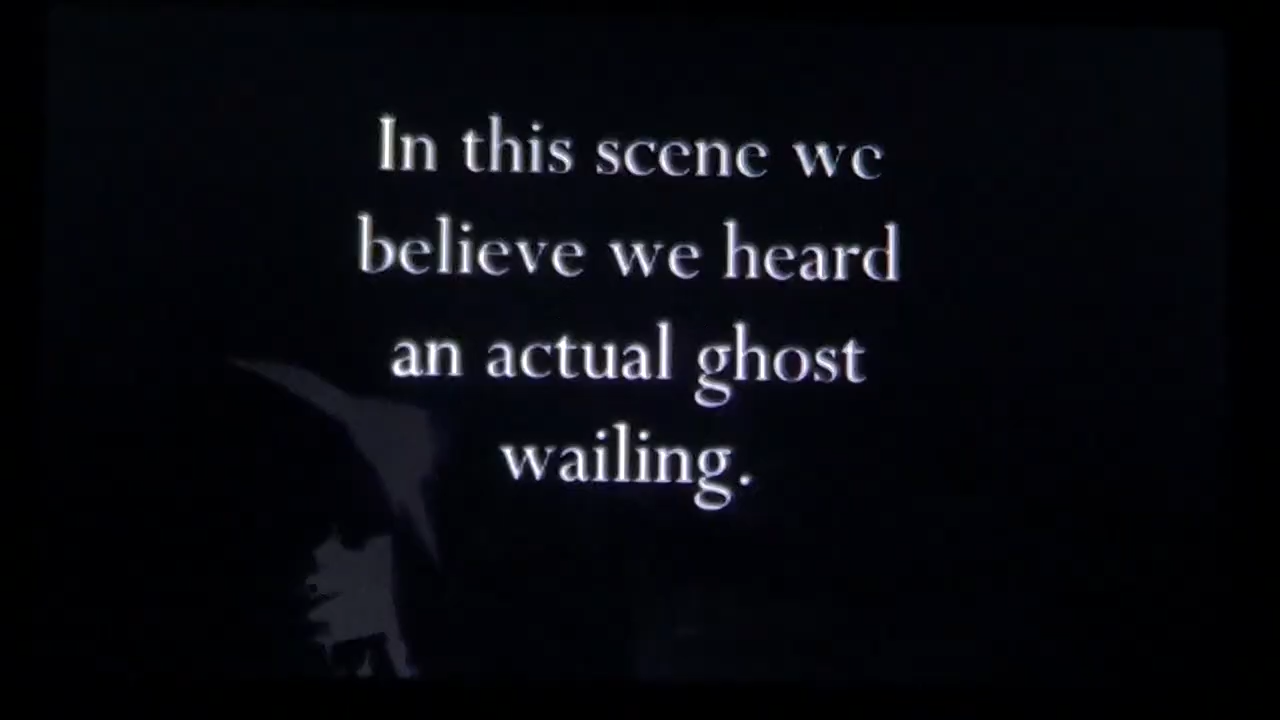 In this scene we
believe we heard
an actual ghost
wailing.